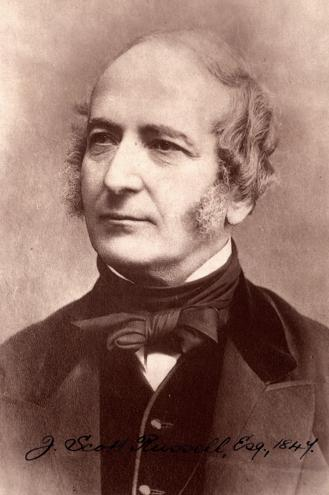 J. Scott Russell, Esq., 1847.